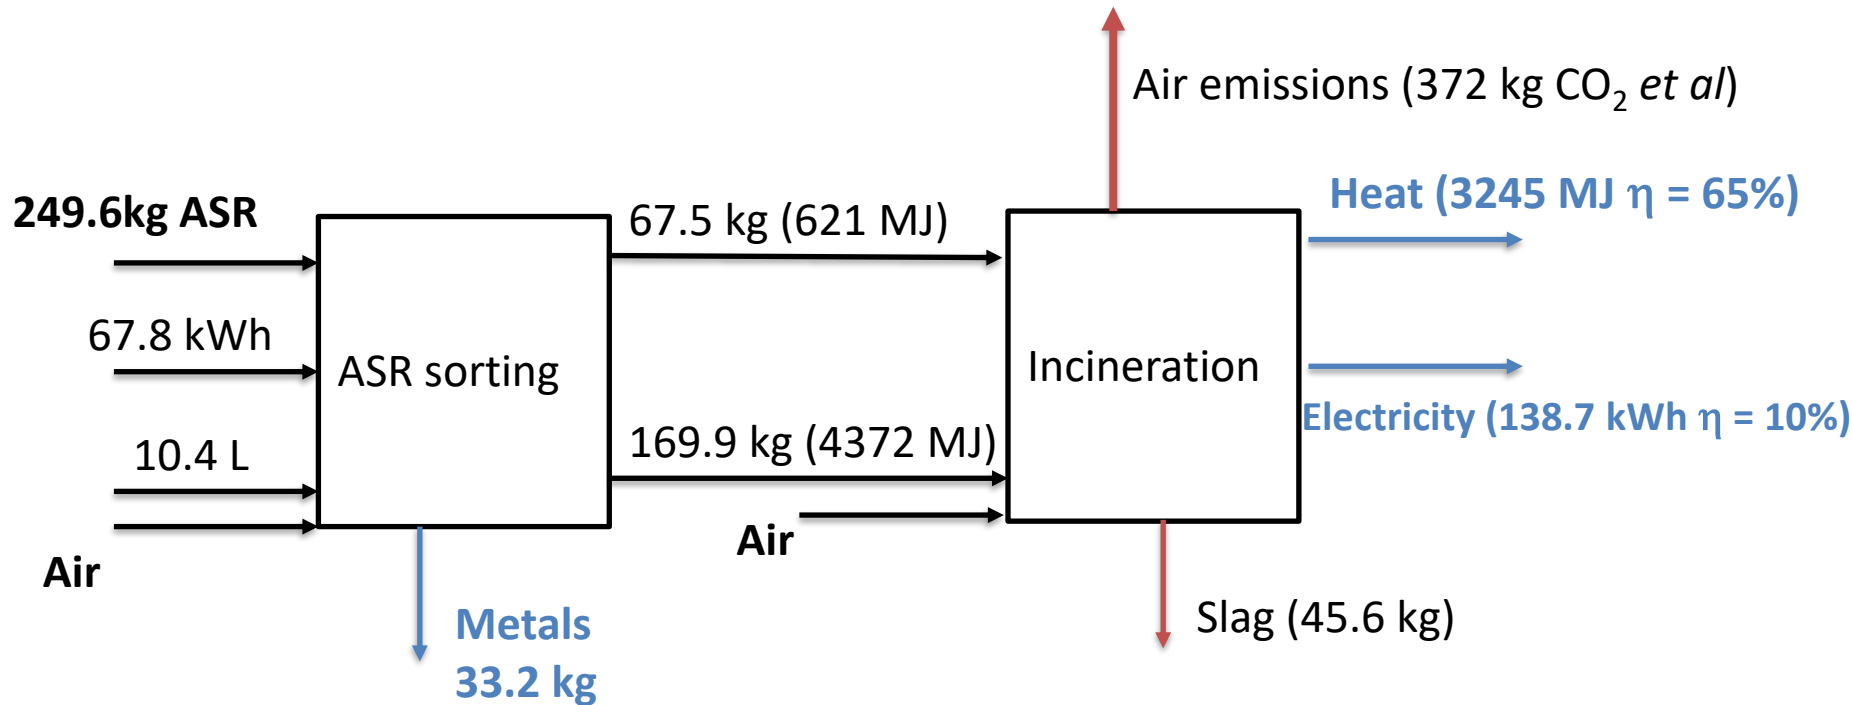 Air emissions (372 kg CO₂ et al)
249.6kg ASR
67.8 kWh
10.4 L
Air
ASR sorting
Metals
33.2 kg
67.5 kg (621 MJ)
169.9 kg (4372 MJ)
Air
Incineration
Heat (3245 MJ η = 65%)
Electricity (138.7 kWh η = 10%)
Slag (45.6 kg)